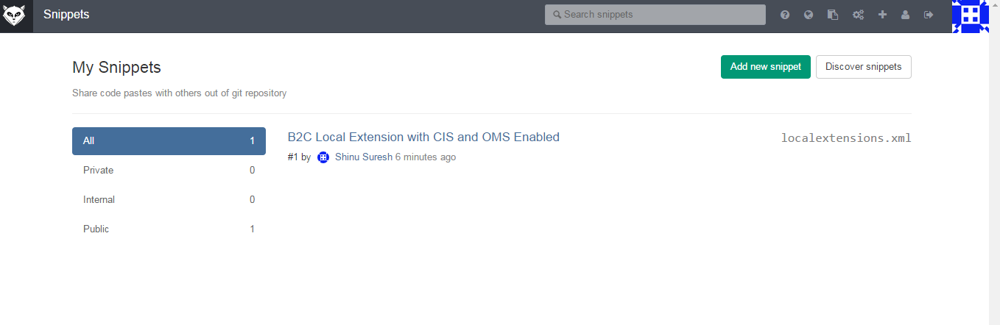 Snippets
Search snippets
My Snippets
Add new snippet
Discover snippets
Share code pastes with others out of git repository
All 1
Private 0
Internal 0
Public 1
B2C Local Extension with CIS and OMS Enabled
localextensions.xml
#1 by Shinu Suresh 6 minutes ago